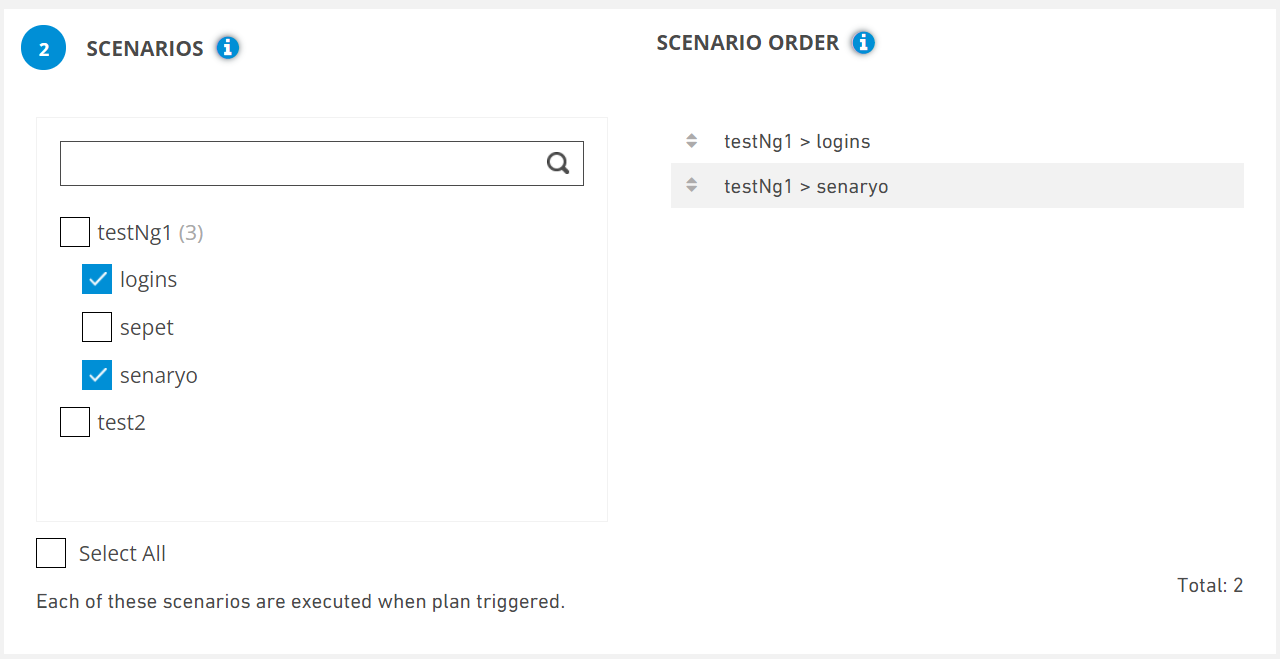 2 SCENARIOS
testNg1 (3)
logins
sepet
senaryo
test2
Select All
Each of these scenarios are executed when plan triggered.
SCENARIO ORDER
testNg1 > logins
testNg1 > senaryo
Total: 2